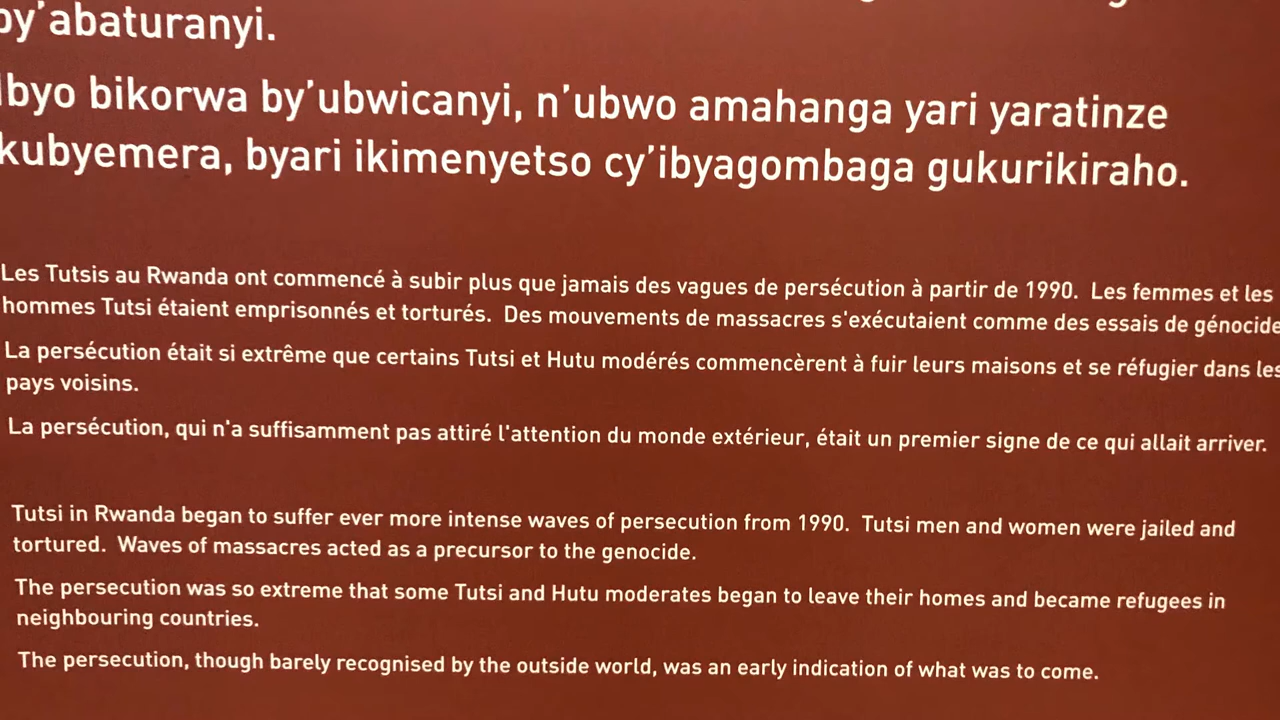 by'abaturanyi.
Ibyo bikorwa by'ubwicanyi, n'ubwo amahanga yari yaratinze
kubyemera, byari ikimenyetso cy'ibyagombaga gukurikiraho.
Les Tutsis au Rwanda ont commencé à subir plus que jamais des vagues de persécution à partir de 1990. Les femmes et les
hommes Tutsi étaient emprisonnés et torturés. Des mouvements de massacres s'exécutaient comme des essais de génocide
La persécution était si extrême que certains Tutsi et Hutu modérés commencèrent à fuir leurs maisons et se réfugier dans les
pays voisins.
La persécution, qui n'a suffisamment pas attiré l'attention du monde extérieur, était un premier signe de ce qui allait arriver.
Tutsi in Rwanda began to suffer ever more intense waves of persecution from 1990. Tutsi men and women were jailed and
tortured. Waves of massacres acted as a precursor to the genocide.
The persecution was so extreme that some Tutsi and Hutu moderates began to leave their homes and became refugees in
neighbouring countries.
The persecution, though barely recognised by the outside world, was an early indication of what was to come.